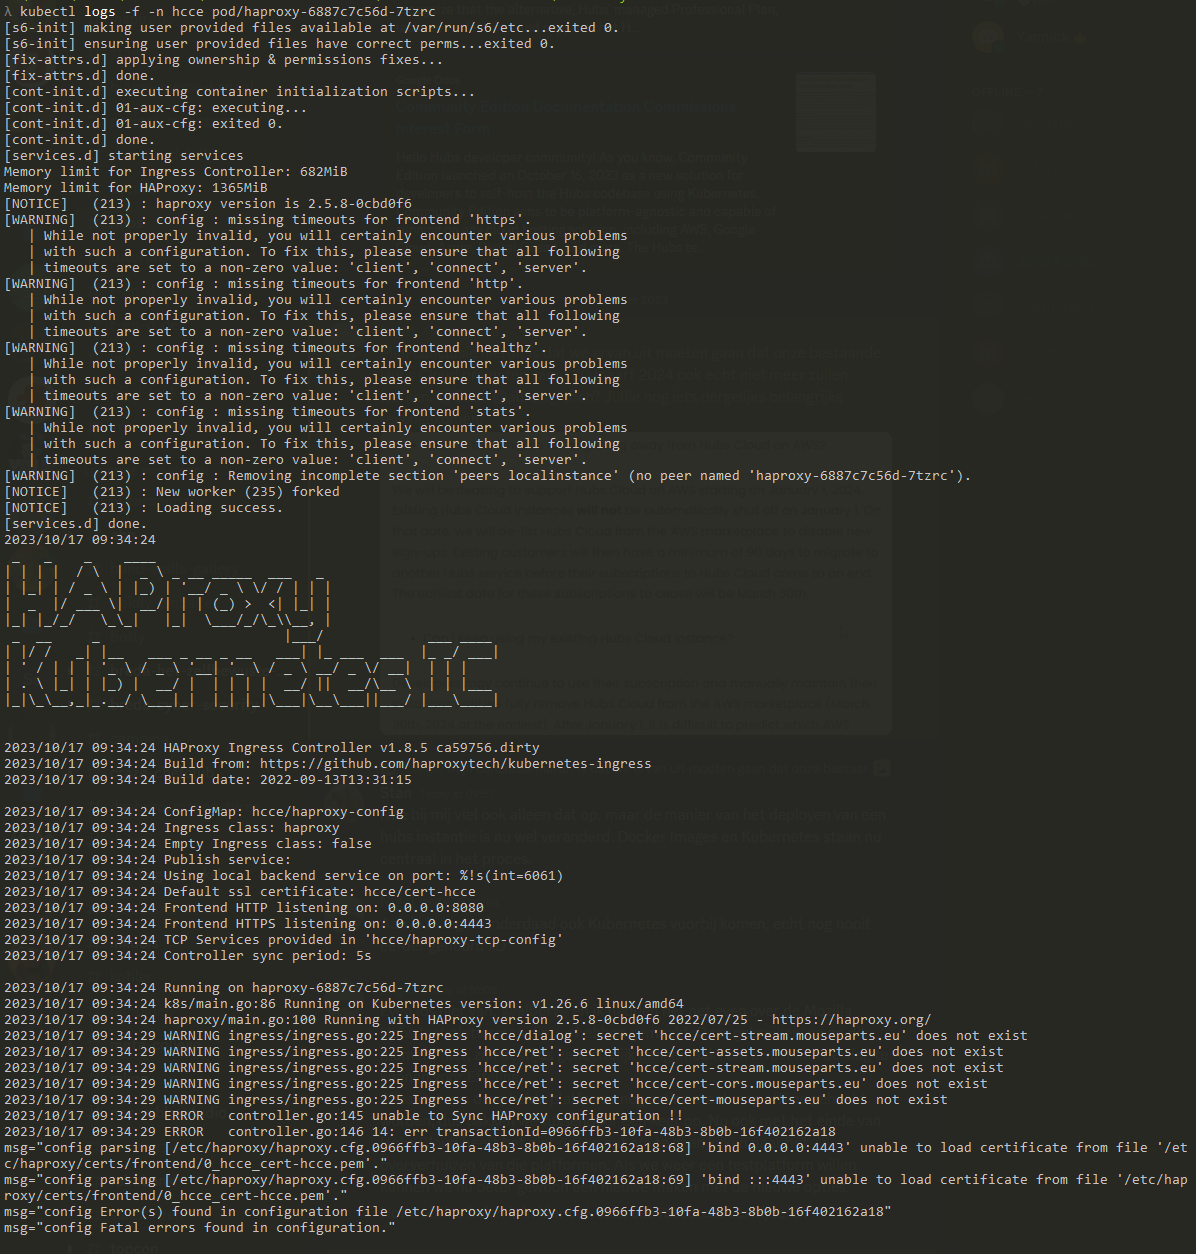 λ kubectl logs -f -n hcce pod/haproxy-6887c7c56d-7tzrc
[s6-init] making user provided files available at /var/run/s6/etc...exited 0.
[s6-init] ensuring user provided files have correct perms...exited 0.
[fix-attrs.d] applying ownership & permissions fixes...
[fix-attrs.d] done.
[cont-init.d] executing container initialization scripts...
[cont-init.d] 01-aux-cfg: executing...
[cont-init.d] 01-aux-cfg: exited 0.
[cont-init.d] done.
[services.d] starting services
Memory limit for Ingress Controller: 682MiB
Memory limit for HAProxy: 1365MiB
[NOTICE]   (213) : haproxy version is 2.5.8-0cbd0f6
[WARNING]  (213) : config : missing timeouts for frontend 'https'.
   | While not properly invalid, you will certainly encounter various problems
   | with such a configuration. To fix this, please ensure that all following
   | timeouts are set to a non-zero value: 'client', 'connect', 'server'.
[WARNING]  (213) : config : missing timeouts for frontend 'http'.
   | While not properly invalid, you will certainly encounter various problems
   | with such a configuration. To fix this, please ensure that all following
   | timeouts are set to a non-zero value: 'client', 'connect', 'server'.
[WARNING]  (213) : config : missing timeouts for frontend 'healthz'.
   | While not properly invalid, you will certainly encounter various problems
   | with such a configuration. To fix this, please ensure that all following
   | timeouts are set to a non-zero value: 'client', 'connect', 'server'.
[WARNING]  (213) : config : missing timeouts for frontend 'stats'.
   | While not properly invalid, you will certainly encounter various problems
   | with such a configuration. To fix this, please ensure that all following
   | timeouts are set to a non-zero value: 'client', 'connect', 'server'.
[WARNING]  (213) : config : Removing incomplete section 'peers localinstance' (no peer named 'haproxy-6887c7c56d-7tzrc').
[NOTICE]   (213) : New worker (235) forked
[NOTICE]   (213) : Loading success.
[services.d] done.
2023/10/17 09:34:24
HAProxy
Kubernetes IC
2023/10/17 09:34:24 HAProxy Ingress Controller v1.8.5 ca59756.dirty
2023/10/17 09:34:24 Build from: https://github.com/haproxytech/kubernetes-ingress
2023/10/17 09:34:24 Build date: 2022-09-13T13:31:15
2023/10/17 09:34:24 ConfigMap: hcce/haproxy-config
2023/10/17 09:34:24 Ingress class: haproxy
2023/10/17 09:34:24 Empty Ingress class: false
2023/10/17 09:34:24 Publish service:
2023/10/17 09:34:24 Using local backend service on port: %!s(int=6061)
2023/10/17 09:34:24 Default ssl certificate: hcce/cert-hcce
2023/10/17 09:34:24 Frontend HTTP listening on: 0.0.0.0:8080
2023/10/17 09:34:24 Frontend HTTPS listening on: 0.0.0.0:4443
2023/10/17 09:34:24 TCP Services provided in 'hcce/haproxy-tcp-config'
2023/10/17 09:34:24 Controller sync period: 5s
2023/10/17 09:34:24 Running on haproxy-6887c7c56d-7tzrc
2023/10/17 09:34:24 k8s/main.go:86 Running on Kubernetes version: v1.26.6 linux/amd64
2023/10/17 09:34:24 haproxy/main.go:100 Running with HAProxy version 2.5.8-0cbd0f6 2022/07/25 - https://haproxy.org/
2023/10/17 09:34:29 WARNING ingress/ingress.go:225 Ingress 'hcce/dialog': secret 'hcce/cert-stream.mouseparts.eu' does not exist
2023/10/17 09:34:29 WARNING ingress/ingress.go:225 Ingress 'hcce/ret': secret 'hcce/cert-assets.mouseparts.eu' does not exist
2023/10/17 09:34:29 WARNING ingress/ingress.go:225 Ingress 'hcce/ret': secret 'hcce/cert-stream.mouseparts.eu' does not exist
2023/10/17 09:34:29 WARNING ingress/ingress.go:225 Ingress 'hcce/ret': secret 'hcce/cert-cors.mouseparts.eu' does not exist
2023/10/17 09:34:29 WARNING ingress/ingress.go:225 Ingress 'hcce/ret': secret 'hcce/cert-mouseparts.eu' does not exist
2023/10/17 09:34:29 ERROR   controller.go:145 unable to Sync HAProxy configuration !!
2023/10/17 09:34:29 ERROR   controller.go:146 14: err transactionId=0966ffb3-10fa-48b3-8b0b-16f402162a18
msg="config parsing [/etc/haproxy/haproxy.cfg.0966ffb3-10fa-48b3-8b0b-16f402162a18:68] 'bind 0.0.0.0:4443' unable to load certificate from file '/et
c/haproxy/certs/frontend/0_hcce_cert-hcce.pem'."
msg="config parsing [/etc/haproxy/haproxy.cfg.0966ffb3-10fa-48b3-8b0b-16f402162a18:69] 'bind :::4443' unable to load certificate from file '/etc/hap
roxy/certs/frontend/0_hcce_cert-hcce.pem'."
msg="config Error(s) found in configuration file /etc/haproxy/haproxy.cfg.0966ffb3-10fa-48b3-8b0b-16f402162a18"
msg="config Fatal errors found in configuration."